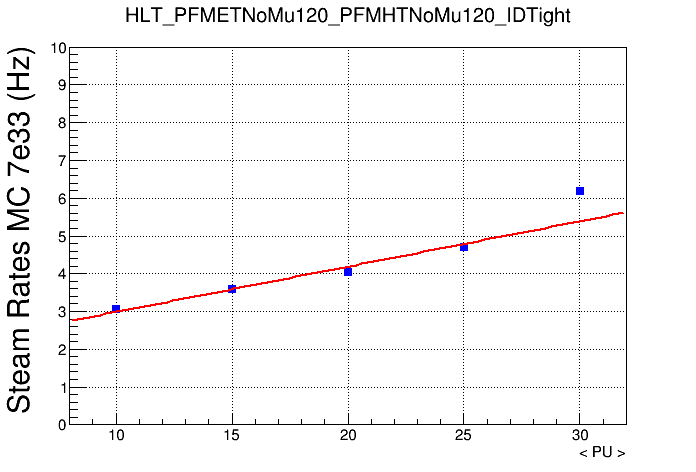 HLT_PFMETNoMu120_PFMHTNoMu120_IDTight
Steam Rates MC 7e33 (Hz)
10
9
8
7
6
5
4
3
2
1
0
10 15 20 25 30
< PU >